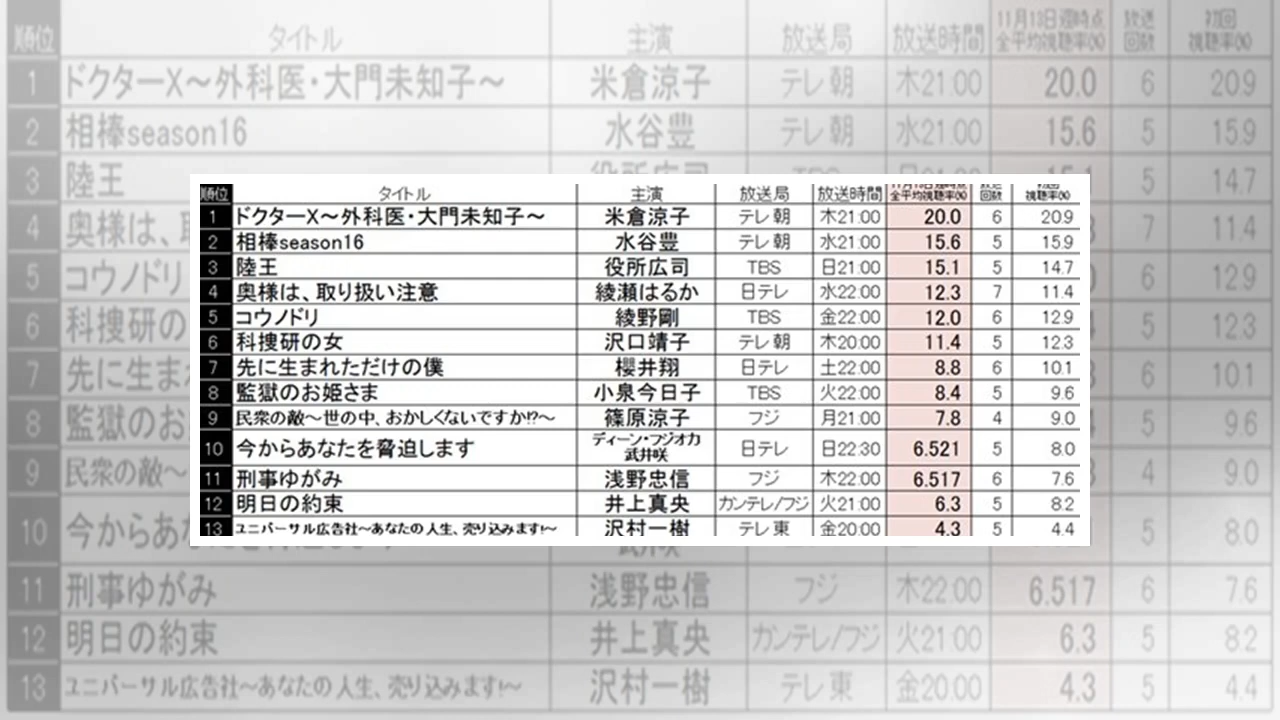 順位 タイトル 主演 放送局 放送時間 11月13日週時点全平均視聴率(%) 放送回数 初回視聴率(%)
1 ドクターX～外科医・大門未知子～ 米倉涼子 テレ朝 木21:00 20.0 6 20.9
2 相棒season16 水谷豊 テレ朝 水21:00 15.6 5 15.9
3 陸王 役所広司 TBS 日21:00 15.1 5 14.7
4 奥様は、取り扱い注意 綾瀬はるか 日テレ 水22:00 12.3 7 11.4
5 コウノドリ 綾野剛 TBS 金22:00 12.0 6 12.9
6 科捜研の女 沢口靖子 テレ朝 木20:00 11.4 5 12.3
7 先に生まれただけの僕 櫻井翔 日テレ 土22:00 8.8 6 10.1
8 監獄のお姫さま 小泉今日子 TBS 火22:00 8.4 5 9.6
9 民衆の敵～世の中、おかしくないですか!?～ 篠原涼子 フジ 月21:00 7.8 4 9.0
10 今からあなたを脅迫します ディーン・フジオカ 武井咲 日テレ 日22:30 6.521 5 8.0
11 刑事ゆがみ 浅野忠信 フジ 木22:00 6.517 6 7.6
12 明日の約束 井上真央 カンテレ/フジ 火21:00 6.3 5 8.2
13 ユニバーサル広告社～あなたの人生、売り込みます!～ 沢村一樹 テレ東 金20:00 4.3 5 4.4